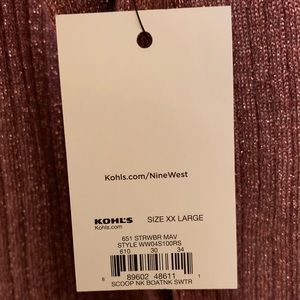 Kohls.com/NineWest
KOHL'S SIZE XX LARGE
Kohls.com
651 STRWBR MAV
STYLE WW04S100RS
610 30 34
8 89602 48611 1
SCOOP NK BOATNK SWTR